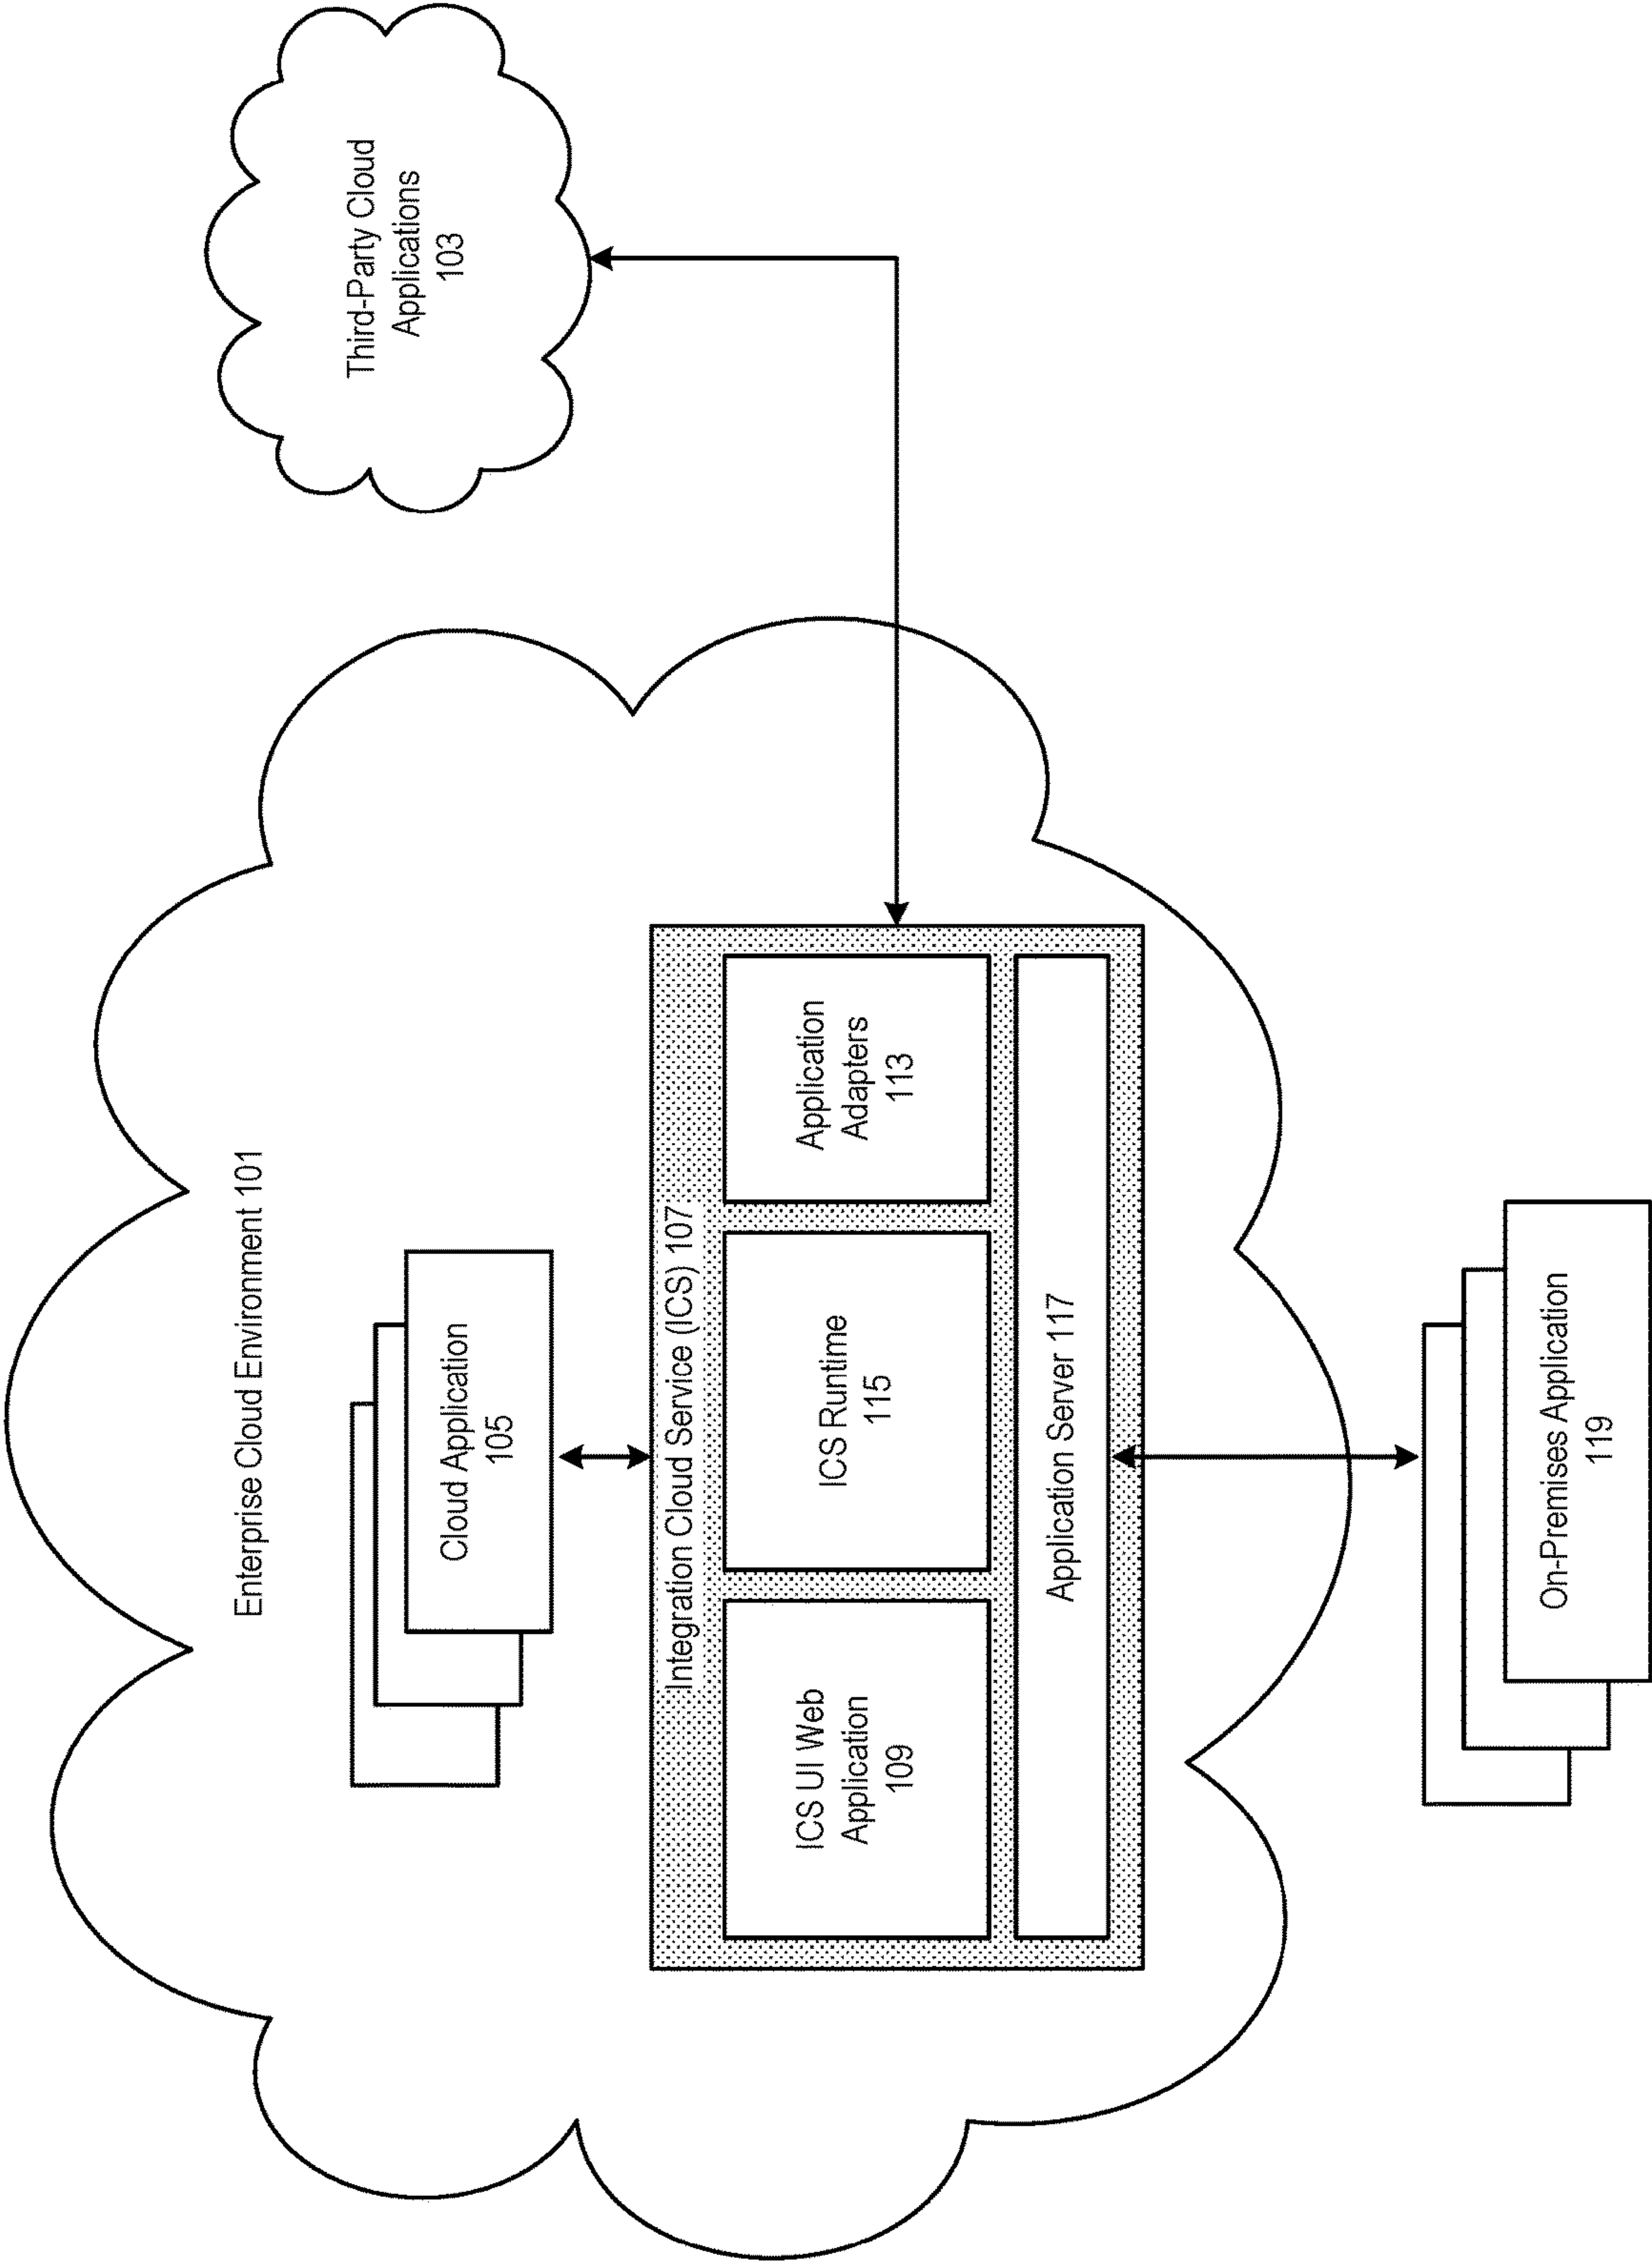 Enterprise Cloud Environment 101
Third-Party Cloud
Applications
103
Cloud Application
105
Integration Cloud Service (ICS) 107
ICS UI Web
Application
109
ICS Runtime
115
Application
Adapters
113
Application Server 117
On-Premises Application
119